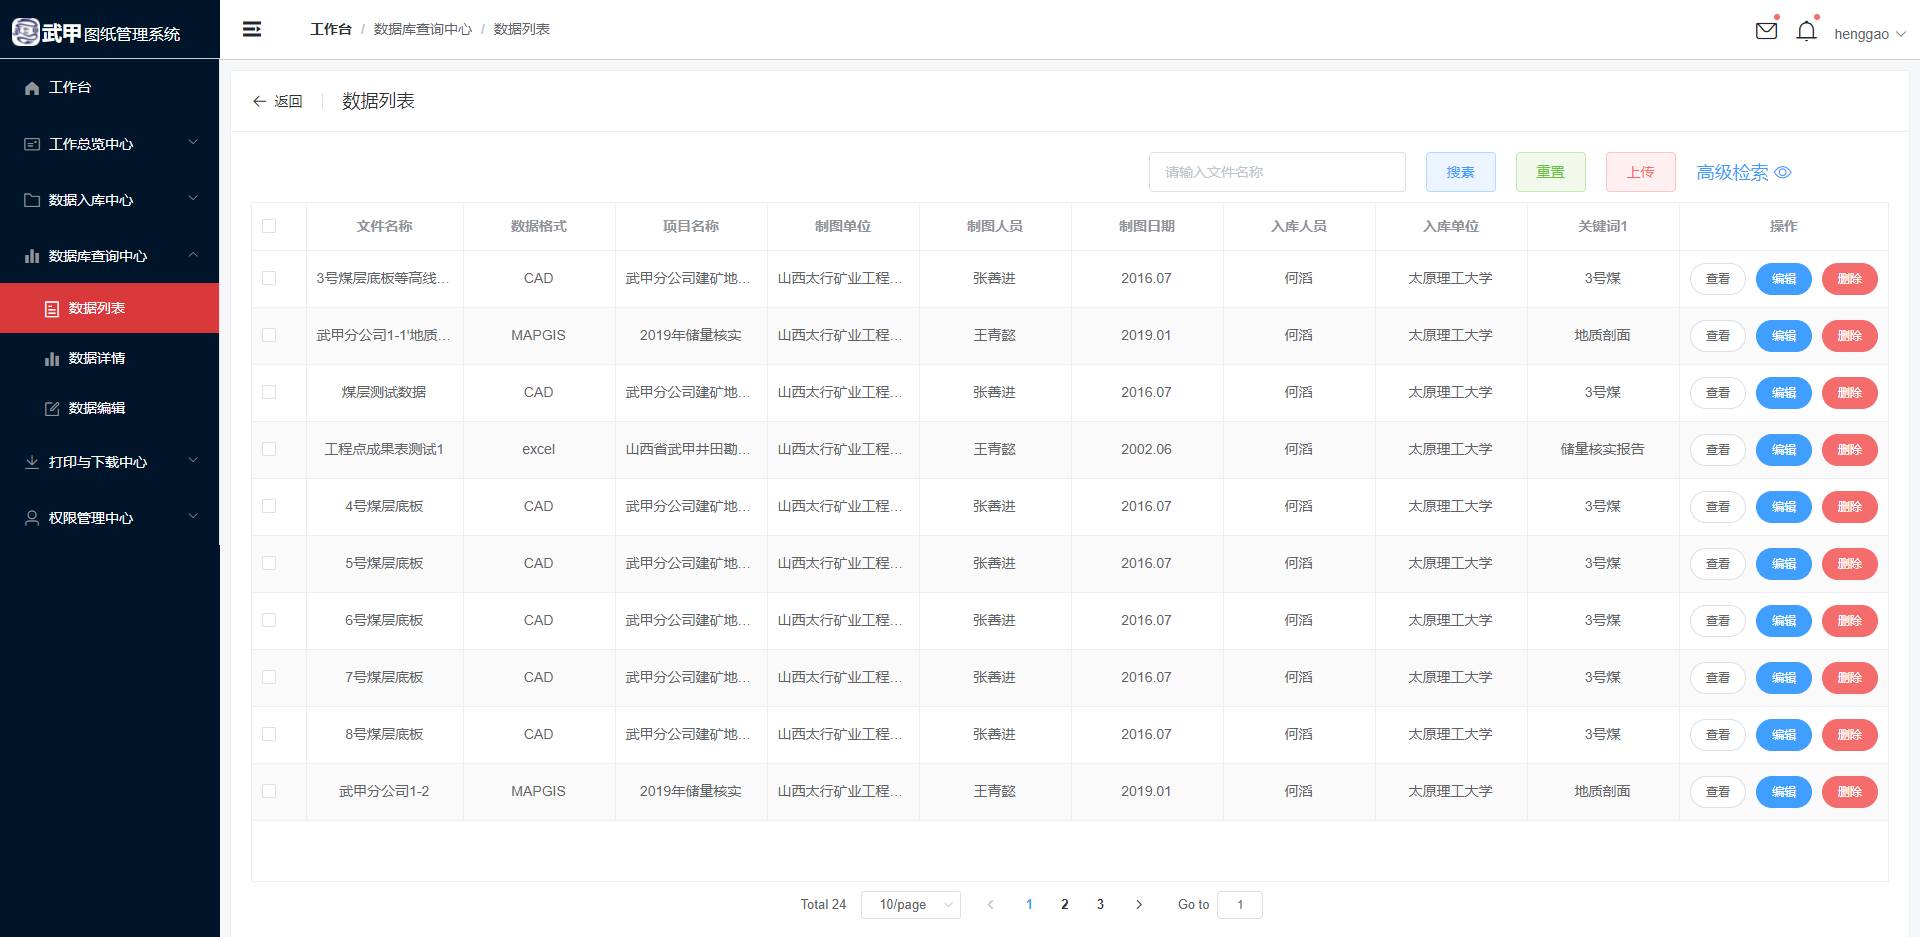 武甲图纸管理系统
工作台 / 数据库查询中心 / 数据列表
henggao
工作台
工作总览中心
数据入库中心
数据库查询中心
数据列表
数据详情
数据编辑
打印与下载中心
权限管理中心
返回 数据列表
请输入文件名称 搜素 重置 上传 高级检索
文件名称 数据格式 项目名称 制图单位 制图人员 制图日期 入库人员 入库单位 关键词1 操作
3号煤层底板等高线... CAD 武甲分公司建矿地... 山西太行矿业工程... 张善进 2016.07 何滔 太原理工大学 3号煤 查看 编辑 删除
武甲分公司1-1'地质... MAPGIS 2019年储量核实 山西太行矿业工程... 王青懿 2019.01 何滔 太原理工大学 地质剖面 查看 编辑 删除
煤层测试数据 CAD 武甲分公司建矿地... 山西太行矿业工程... 张善进 2016.07 何滔 太原理工大学 3号煤 查看 编辑 删除
工程点成果表测试1 excel 山西省武甲井田勘... 山西太行矿业工程... 王青懿 2002.06 何滔 太原理工大学 储量核实报告 查看 编辑 删除
4号煤层底板 CAD 武甲分公司建矿地... 山西太行矿业工程... 张善进 2016.07 何滔 太原理工大学 3号煤 查看 编辑 删除
5号煤层底板 CAD 武甲分公司建矿地... 山西太行矿业工程... 张善进 2016.07 何滔 太原理工大学 3号煤 查看 编辑 删除
6号煤层底板 CAD 武甲分公司建矿地... 山西太行矿业工程... 张善进 2016.07 何滔 太原理工大学 3号煤 查看 编辑 删除
7号煤层底板 CAD 武甲分公司建矿地... 山西太行矿业工程... 张善进 2016.07 何滔 太原理工大学 3号煤 查看 编辑 删除
8号煤层底板 CAD 武甲分公司建矿地... 山西太行矿业工程... 张善进 2016.07 何滔 太原理工大学 3号煤 查看 编辑 删除
武甲分公司1-2 MAPGIS 2019年储量核实 山西太行矿业工程... 王青懿 2019.01 何滔 太原理工大学 地质剖面 查看 编辑 删除
Total 24 10/page 1 2 3 Go to 1